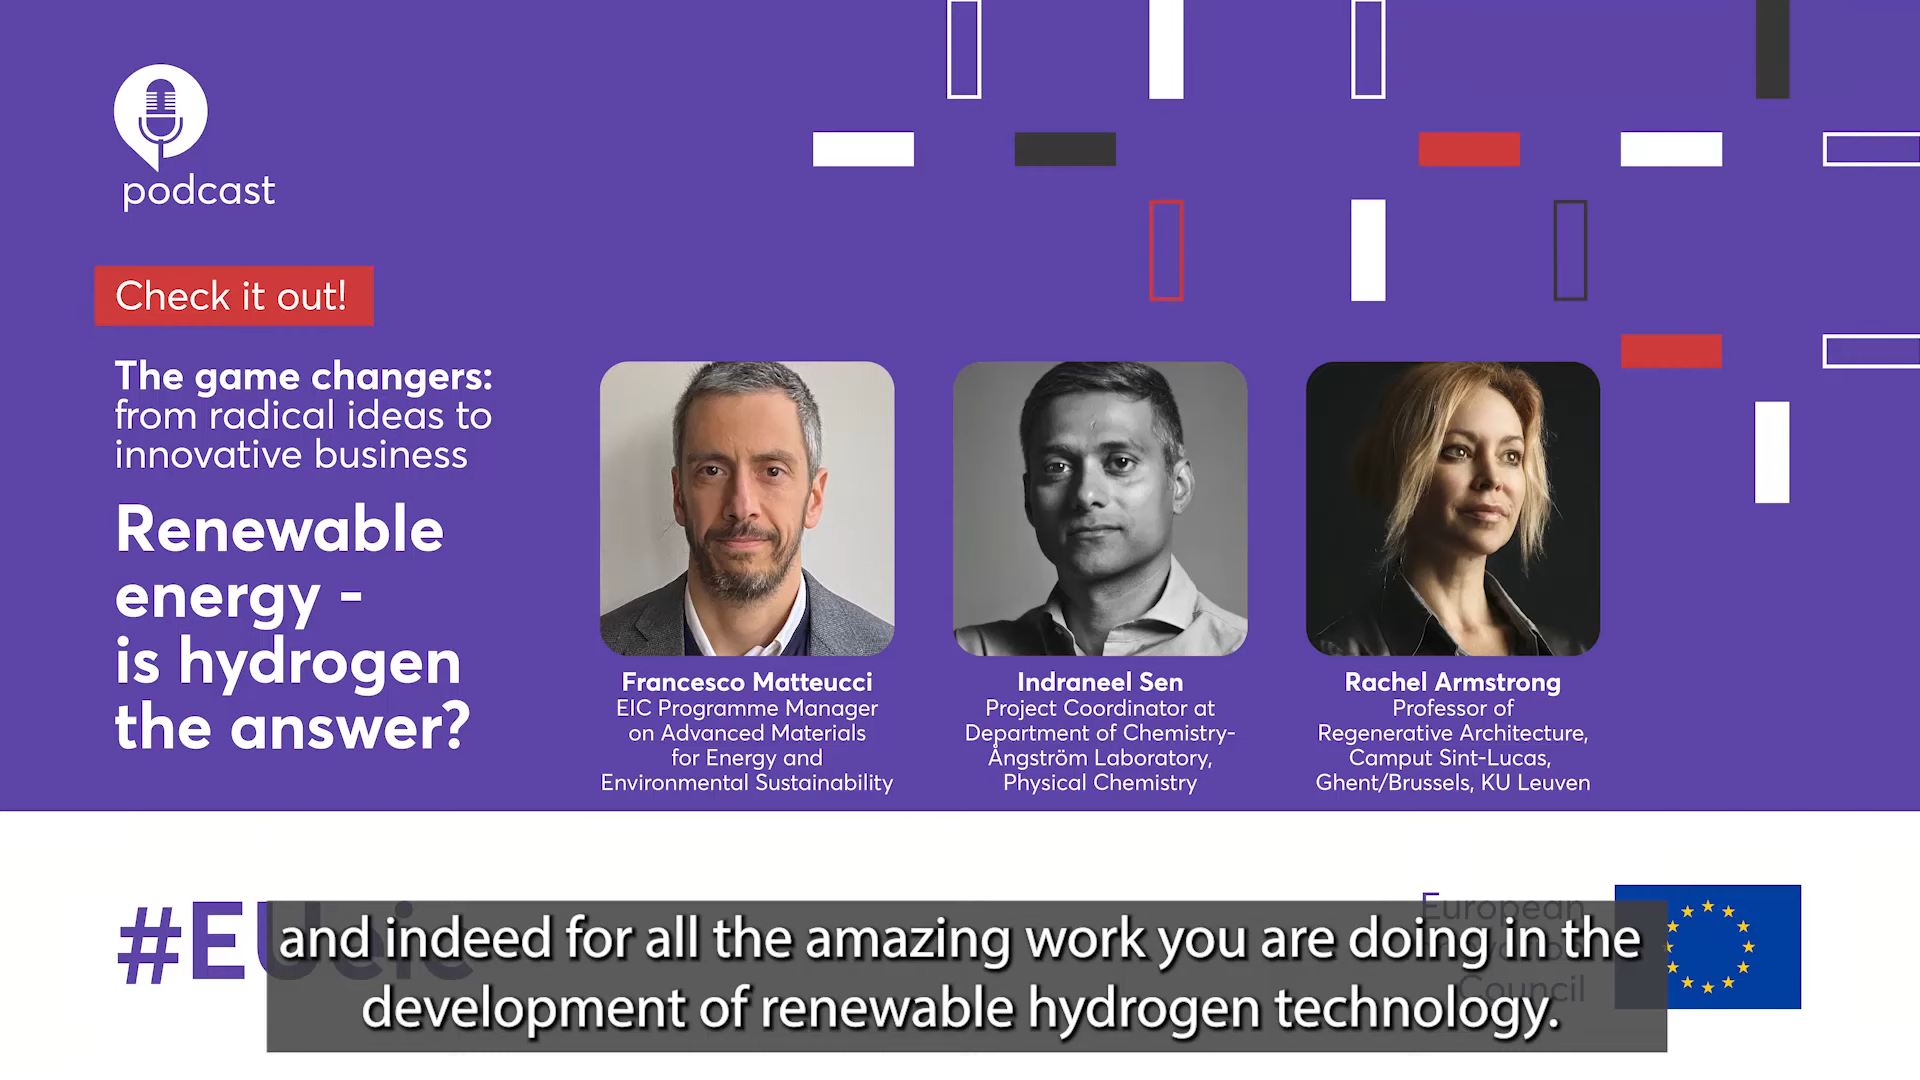 podcast
Check it out!
The game changers:
from radical ideas to
innovative business
Renewable
energy -
is hydrogen
the answer?
Francesco Matteucci
EIC Programme Manager
on Advanced Materials
for Energy and
Environmental Sustainability
Indraneel Sen
Project Coordinator at
Department of Chemistry-
Ångström Laboratory,
Physical Chemistry
Rachel Armstrong
Professor of
Regenerative Architecture,
Camput Sint-Lucas,
Ghent/Brussels, KU Leuven
#EUeic
European
Council
and indeed for all the amazing work you are doing in the
development of renewable hydrogen technology.